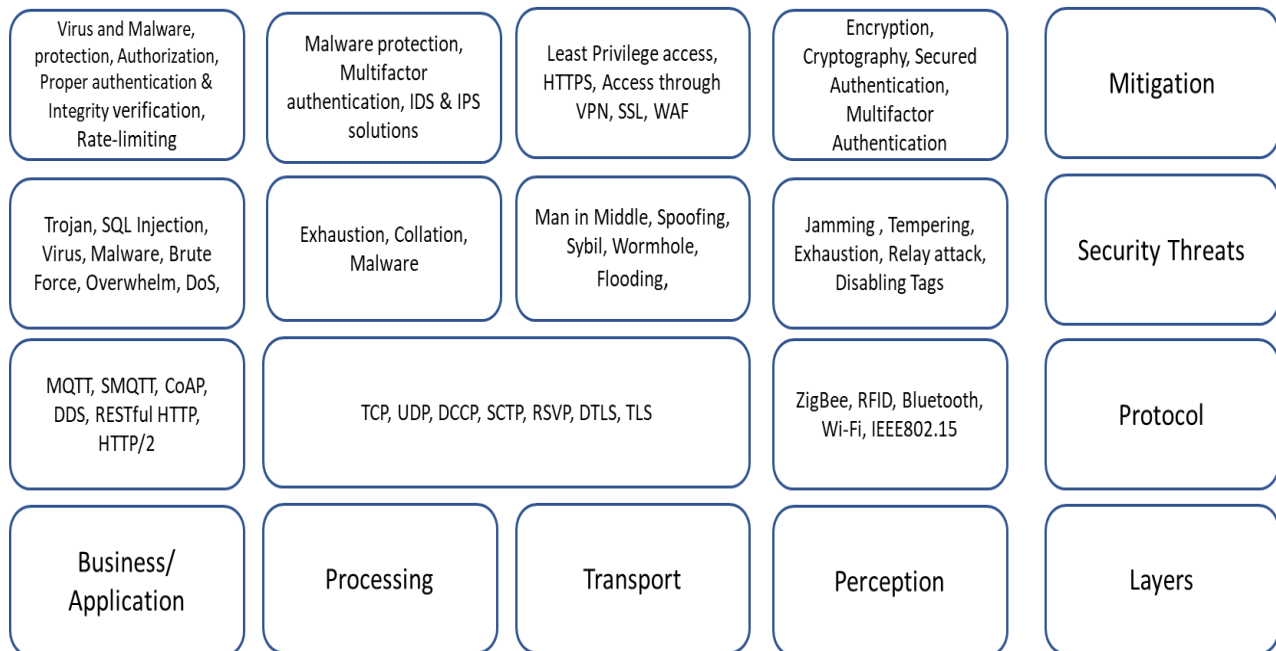 Virus and Malware,
protection, Authorization,
Proper authentication &
Integrity verification,
Rate-limiting
Malware protection,
Multifactor
authentication, IDS & IPS
solutions
Least Privilege access,
HTTPS, Access through
VPN, SSL, WAF
Encryption,
Cryptography, Secured
Authentication,
Multifactor
Authentication
Mitigation
Trojan, SQL Injection,
Virus, Malware, Brute
Force, Overwhelm, DoS,
Exhaustion, Collation,
Malware
Man in Middle, Spoofing,
Sybil, Wormhole,
Flooding,
Jamming , Tempering,
Exhaustion, Relay attack,
Disabling Tags
Security Threats
MQTT, SMQTT, CoAP,
DDS, RESTful HTTP,
HTTP/2
TCP, UDP, DCCP, SCTP, RSVP, DTLS, TLS
ZigBee, RFID, Bluetooth,
Wi-Fi, IEEE802.15
Protocol
Business/
Application
Processing
Transport
Perception
Layers